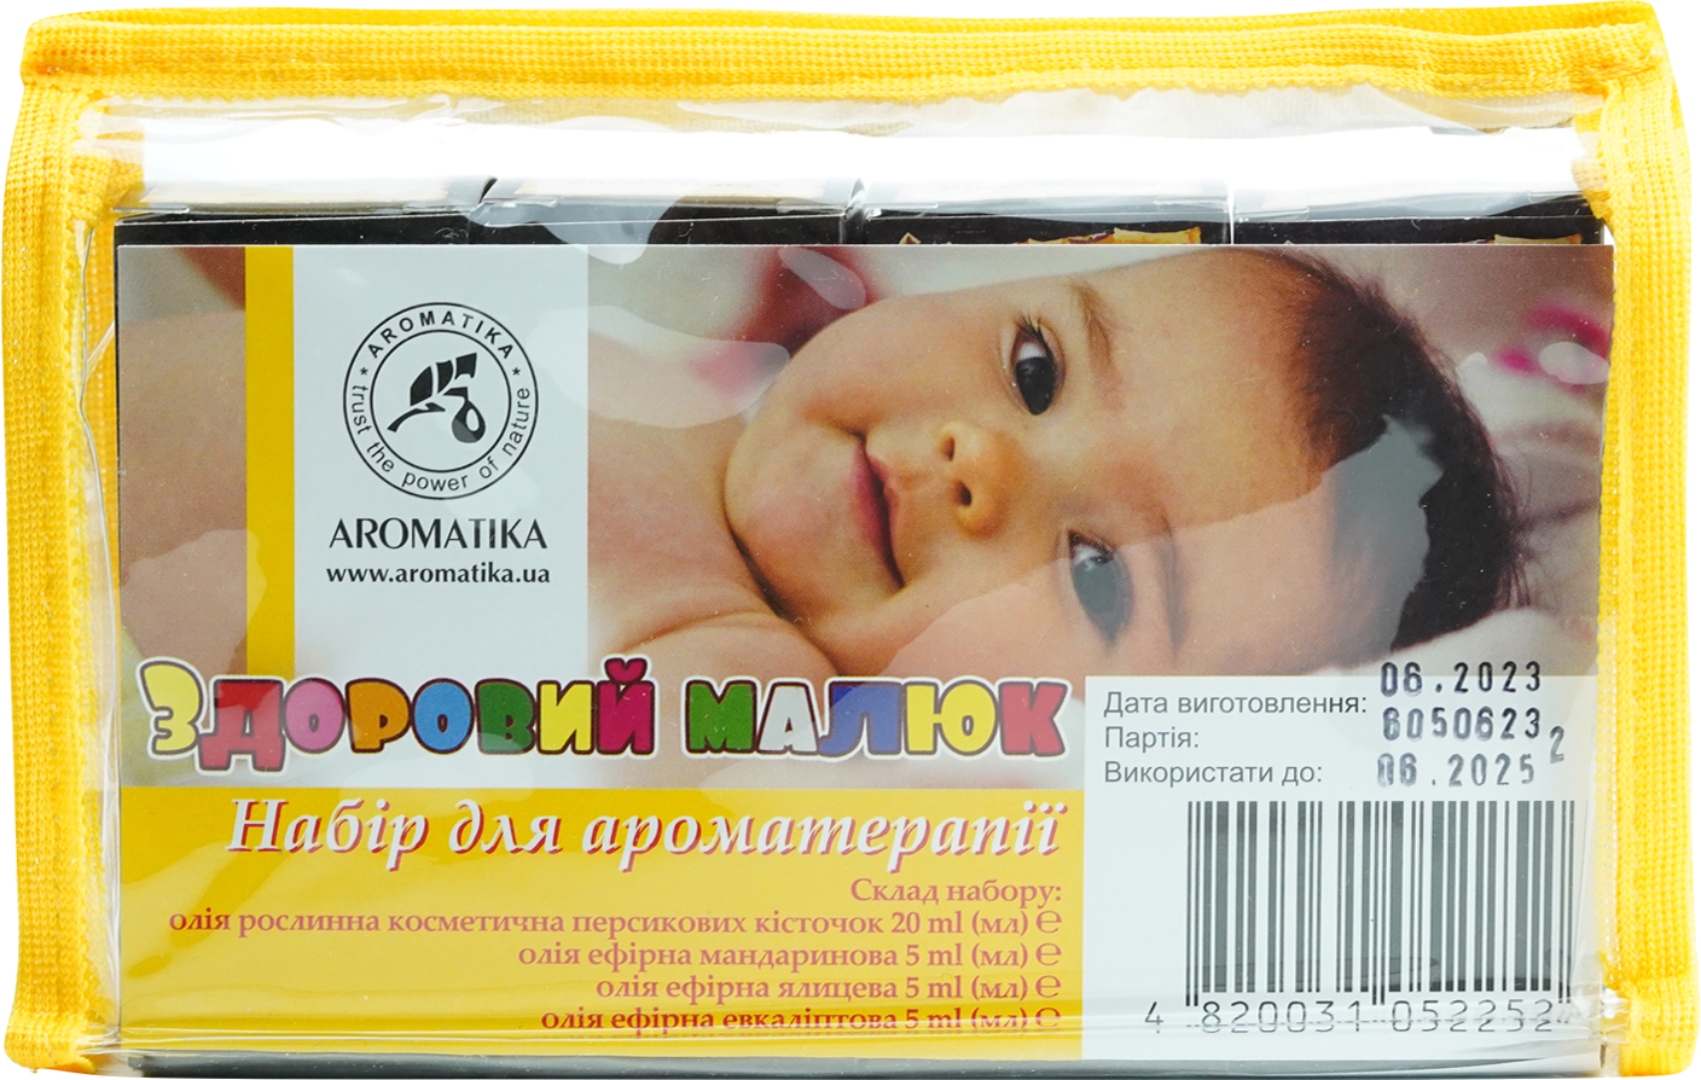 AROMATIKA
* trust the power of nature *
AROMATIKA
www.aromatika.ua
ЗДОРОВИЙ МАЛЮК
Набір для ароматерапії
Склад набору:
олія рослинна косметична персикових кісточок 20 ml (мл) ℮
олія ефірна мандаринова 5 ml (мл) ℮
олія ефірна ялицева 5 ml (мл) ℮
олія ефірна евкаліптова 5 ml (мл) ℮
Дата виготовлення: 06.2023
Партія: 6050623 2
Використати до: 06.2025
4 820031 052252